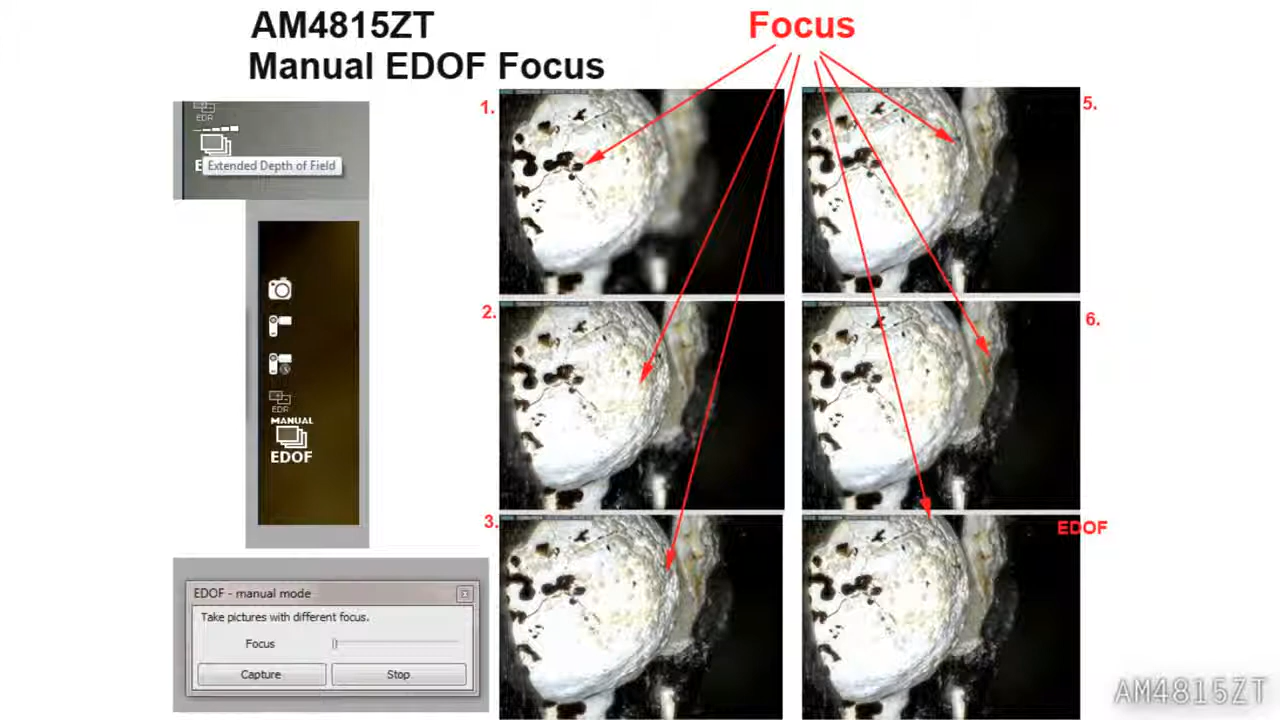 AM4815ZT
Manual EDOF Focus
Focus
EDR
Extended Depth of Field
EDR
MANUAL
EDOF
EDOF - manual mode
Take pictures with different focus.
Focus
Capture
Stop
1.
2.
3.
5.
6.
EDOF
AM4815ZT